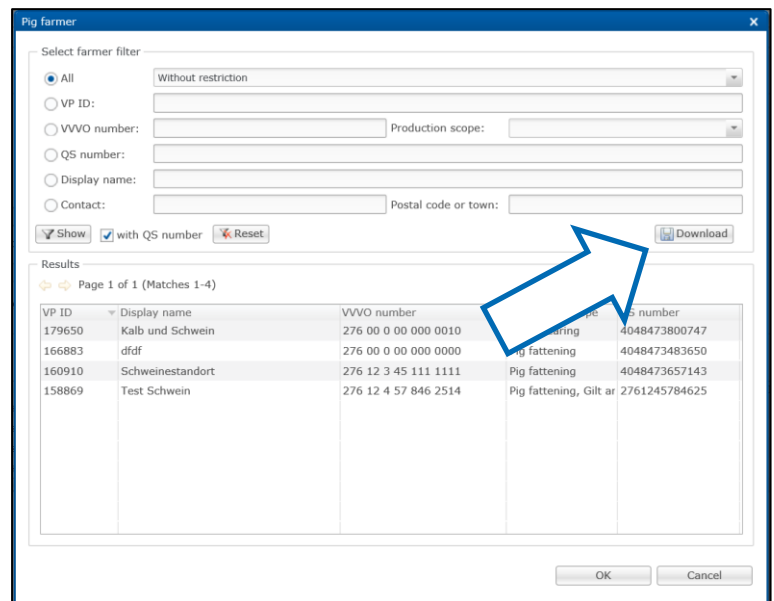 Pig farmer x
Select farmer filter
All Without restriction
VP ID:
VVVO number: Production scope:
QS number:
Display name:
Contact: Postal code or town:
Show with QS number Reset Download
Results
Page 1 of 1 (Matches 1-4)
VP ID Display name VVVO number number
179650 Kalb und Schwein 276 00 0 00 000 0010 4048473800747
166883 dfdf 276 00 0 00 000 0000 Pig fattening 4048473483650
160910 Schweinestandort 276 12 3 45 111 1111 Pig fattening 4048473657143
158869 Test Schwein 276 12 4 57 846 2514 Pig fattening, Gilt ar 2761245784625
OK Cancel